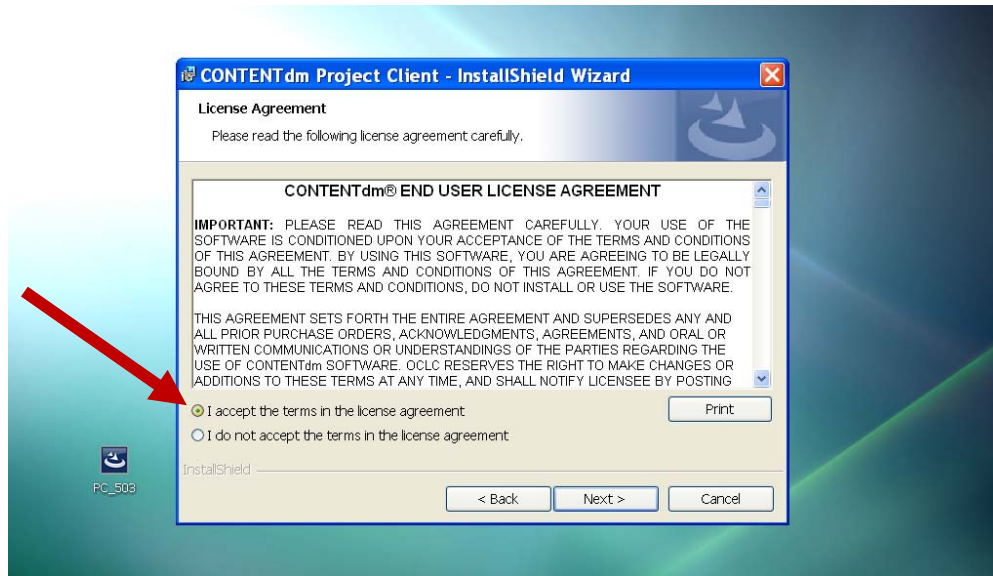 CONTENTdm Project Client - InstallShield Wizard
License Agreement
Please read the following license agreement carefully.
CONTENTdm® END USER LICENSE AGREEMENT
IMPORTANT: PLEASE READ THIS AGREEMENT CAREFULLY. YOUR USE OF THE
SOFTWARE IS CONDITIONED UPON YOUR ACCEPTANCE OF THE TERMS AND CONDITIONS
OF THIS AGREEMENT. BY USING THIS SOFTWARE, YOU ARE AGREEING TO BE LEGALLY
BOUND BY ALL THE TERMS AND CONDITIONS OF THIS AGREEMENT. IF YOU DO NOT
AGREE TO THESE TERMS AND CONDITIONS, DO NOT INSTALL OR USE THE SOFTWARE.
THIS AGREEMENT SETS FORTH THE ENTIRE AGREEMENT AND SUPERSEDES ANY AND
ALL PRIOR PURCHASE ORDERS, ACKNOWLEDGMENTS, AGREEMENTS, AND ORAL OR
WRITTEN COMMUNICATIONS OR UNDERSTANDINGS OF THE PARTIES REGARDING THE
USE OF CONTENTdm SOFTWARE. OCLC RESERVES THE RIGHT TO MAKE CHANGES OR
ADDITIONS TO THESE TERMS AT ANY TIME, AND SHALL NOTIFY LICENSEE BY POSTING
I accept the terms in the license agreement
Print
I do not accept the terms in the license agreement
InstallShield
PC_503
< Back
Next >
Cancel